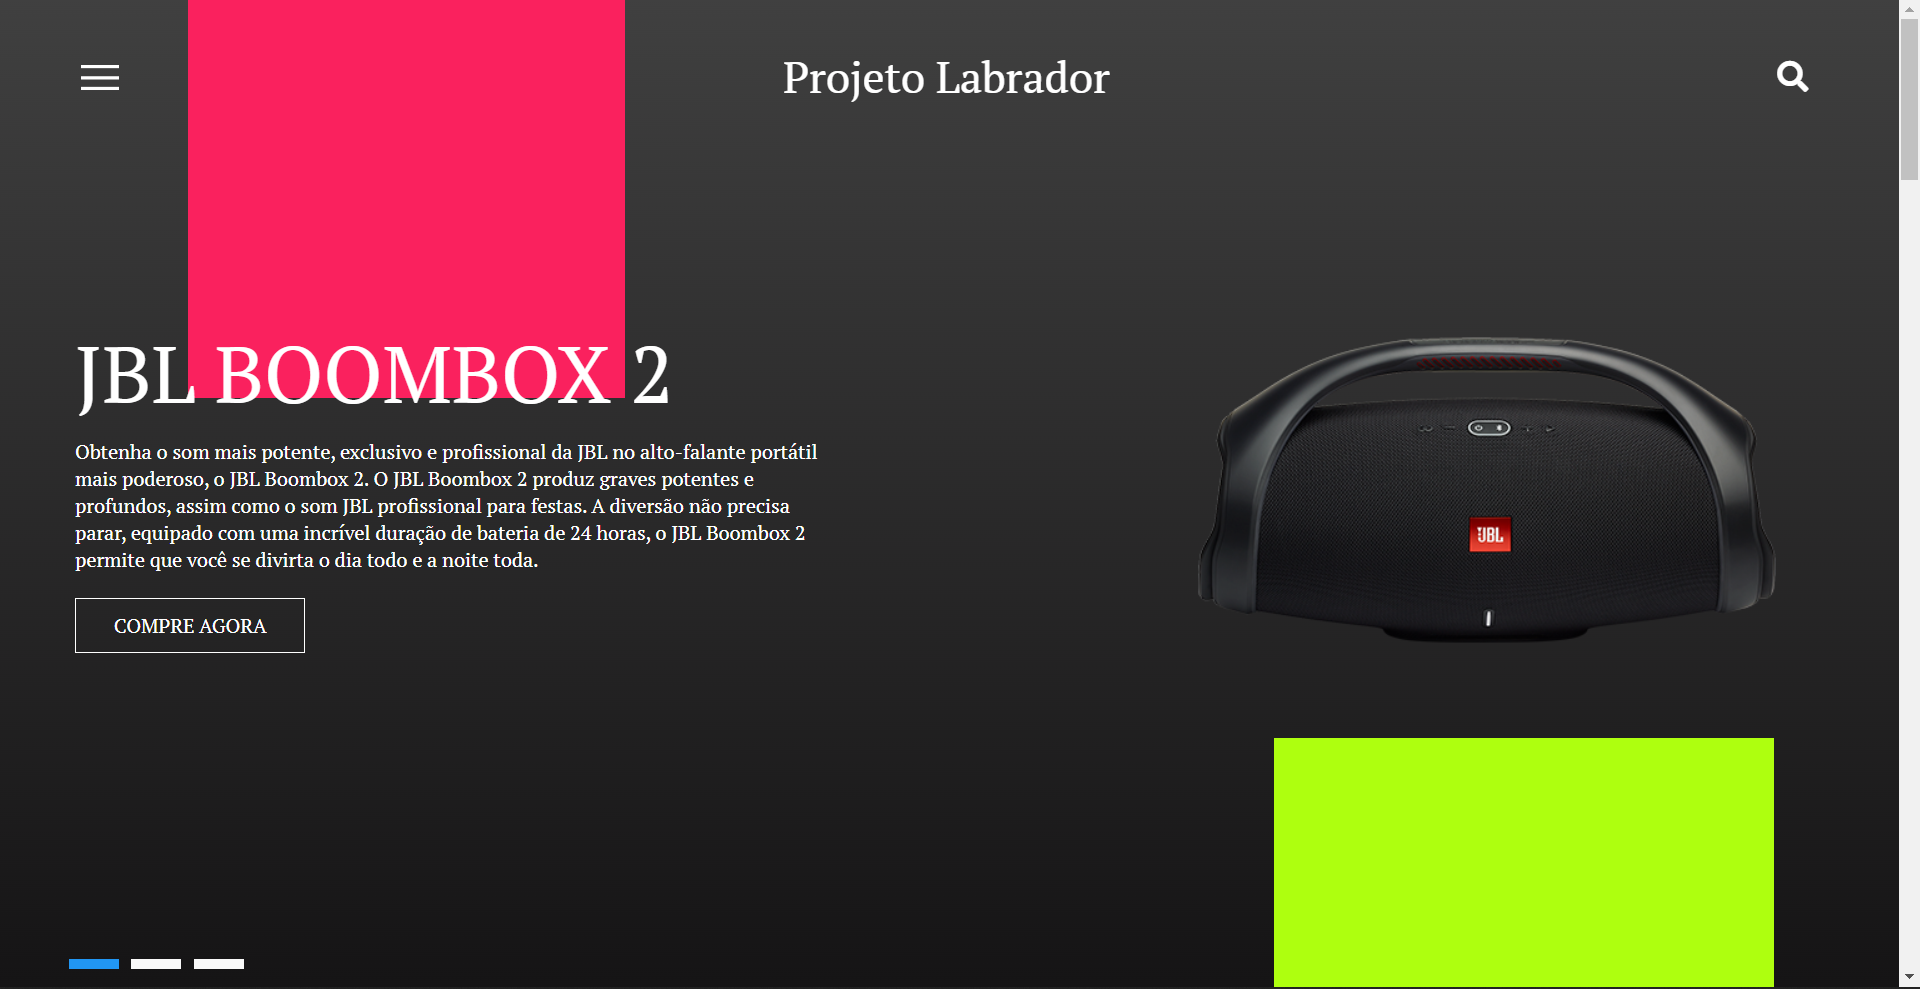 Projeto Labrador
JBL BOOMBOX 2
Obtenha o som mais potente, exclusivo e profissional da JBL no alto-falante portátil
mais poderoso, o JBL Boombox 2. O JBL Boombox 2 produz graves potentes e
profundos, assim como o som JBL profissional para festas. A diversão não precisa
parar, equipado com uma incrível duração de bateria de 24 horas, o JBL Boombox 2
permite que você se divirta o dia todo e a noite toda.
COMPRE AGORA
JBL